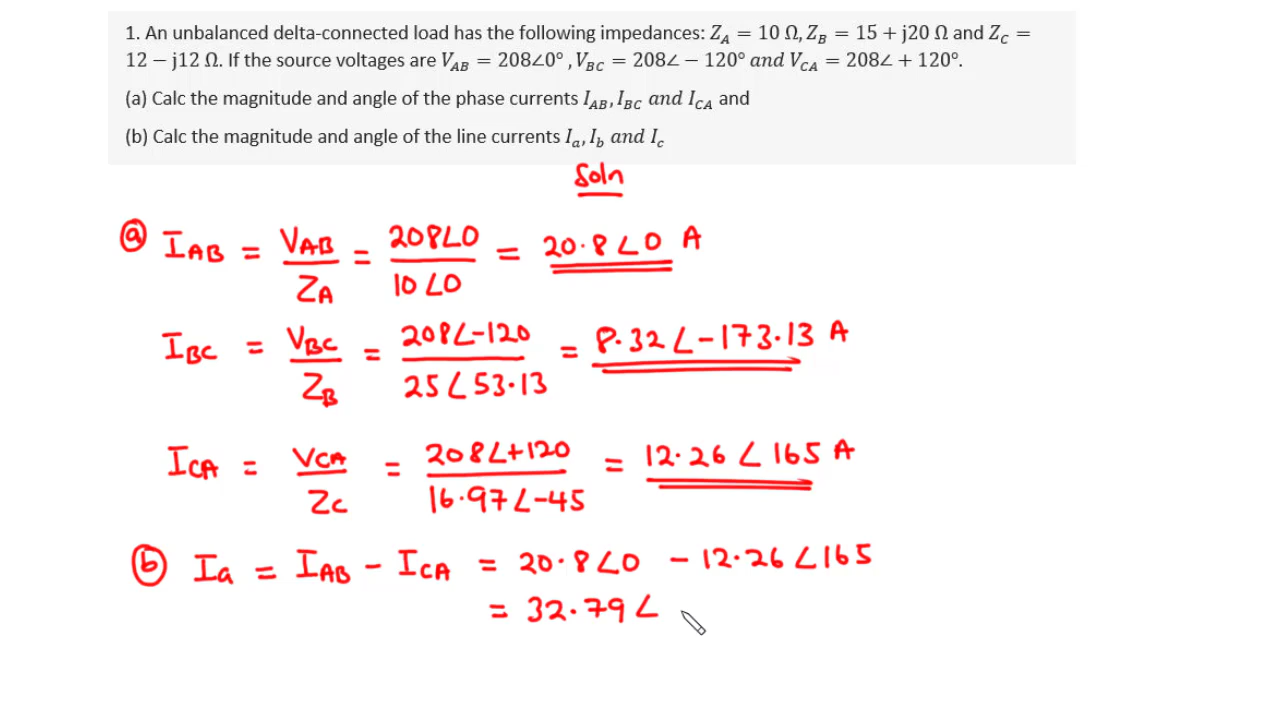 1. An unbalanced delta-connected load has the following impedances: Z_A = 10 Ω, Z_B = 15 + j20 Ω and Z_C =
12 − j12 Ω. If the source voltages are V_AB = 208∠0° , V_BC = 208∠ − 120° and V_CA = 208∠ + 120°.
(a) Calc the magnitude and angle of the phase currents I_AB, I_BC and I_CA and
(b) Calc the magnitude and angle of the line currents I_a, I_b and I_c
Soln
ⓐ I_AB = V_AB/Z_A = 208∠0/10∠0 = 20.8∠0 A
I_BC = V_BC/Z_B = 208∠-120/25∠53.13 = 8.32∠-173.13 A
I_CA = V_CA/Z_C = 208∠+120/16.97∠-45 = 12.26∠165 A
ⓑ I_a = I_AB - I_CA = 20.8∠0 - 12.26∠165
= 32.79∠